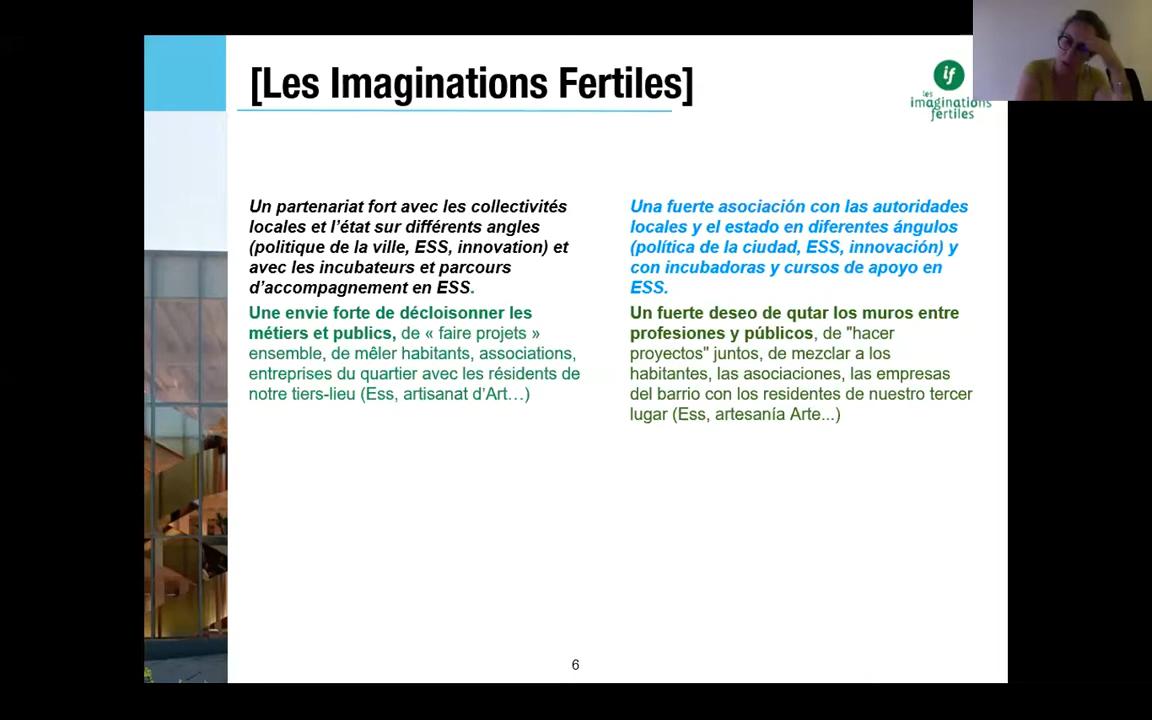 [Les Imaginations Fertiles]
if
les
imaginations
fertiles
Un partenariat fort avec les collectivités
locales et l’état sur différents angles
(politique de la ville, ESS, innovation) et
avec les incubateurs et parcours
d’accompagnement en ESS.
Une envie forte de décloisonner les
métiers et publics, de « faire projets »
ensemble, de mêler habitants, associations,
entreprises du quartier avec les résidents de
notre tiers-lieu (Ess, artisanat d’Art…)
Una fuerte asociación con las autoridades
locales y el estado en diferentes ángulos
(política de la ciudad, ESS, innovación) y
con incubadoras y cursos de apoyo en
ESS.
Un fuerte deseo de qutar los muros entre
profesiones y públicos, de "hacer
proyectos" juntos, de mezclar a los
habitantes, las asociaciones, las empresas
del barrio con los residentes de nuestro tercer
lugar (Ess, artesanía Arte...)
6